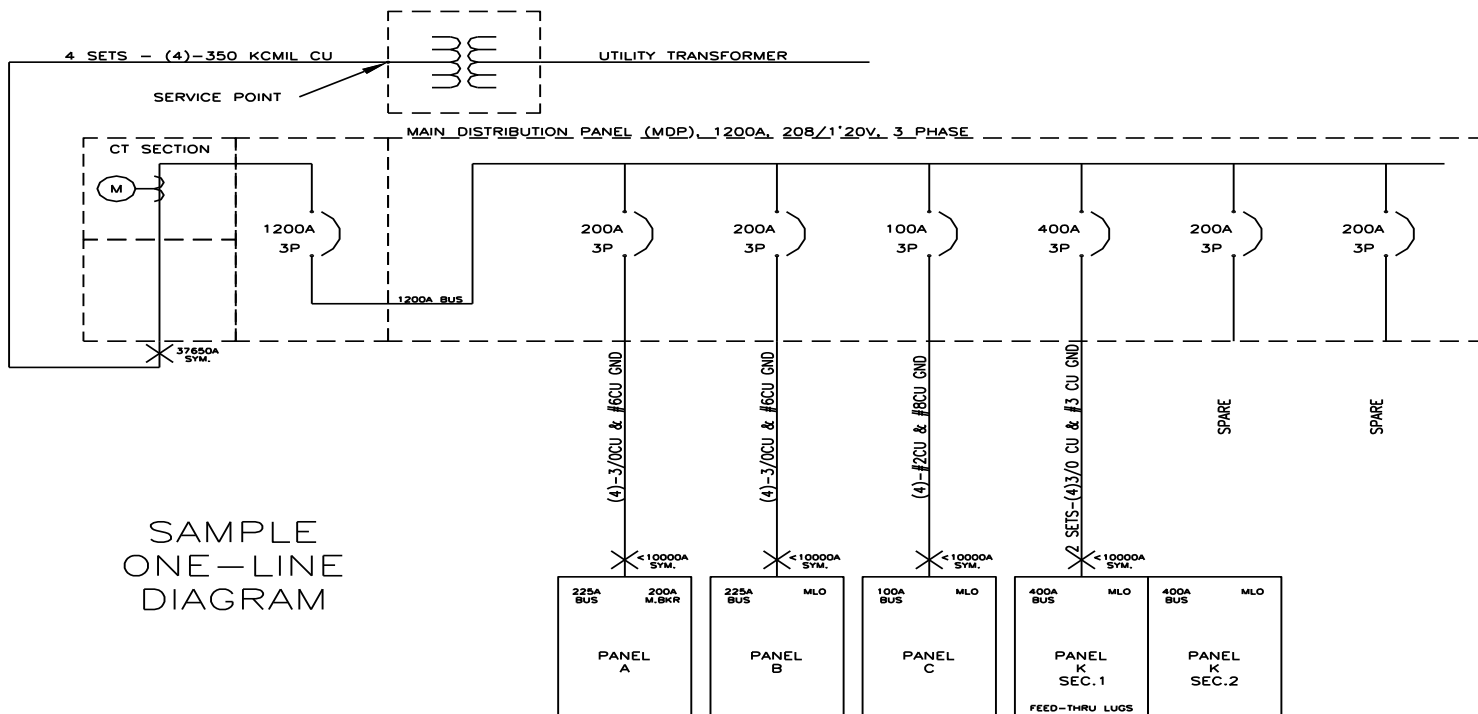 4 SETS - (4)-350 KCMIL CU
UTILITY TRANSFORMER
SERVICE POINT
MAIN DISTRIBUTION PANEL (MDP), 1200A, 208/1'20V, 3 PHASE
CT SECTION
M
1200A
3P
200A
3P
200A
3P
100A
3P
400A
3P
200A
3P
200A
3P
1200A BUS
37650A
SYM.
(4)-3/0CU & #6CU GND
(4)-3/0CU & #6CU GND
(4)-#2CU & #8CU GND
2 SETS-(4)3/0 CU & #3 CU GND
SPARE
SPARE
SAMPLE
ONE-LINE
DIAGRAM
<10000A
SYM.
<10000A
SYM.
<10000A
SYM.
<10000A
SYM.
225A
BUS
200A
M.BKR
PANEL
A
225A
BUS
MLO
PANEL
B
100A
BUS
MLO
PANEL
C
400A
BUS
MLO
PANEL
K
SEC.1
FEED-THRU LUGS
400A
BUS
MLO
PANEL
K
SEC.2